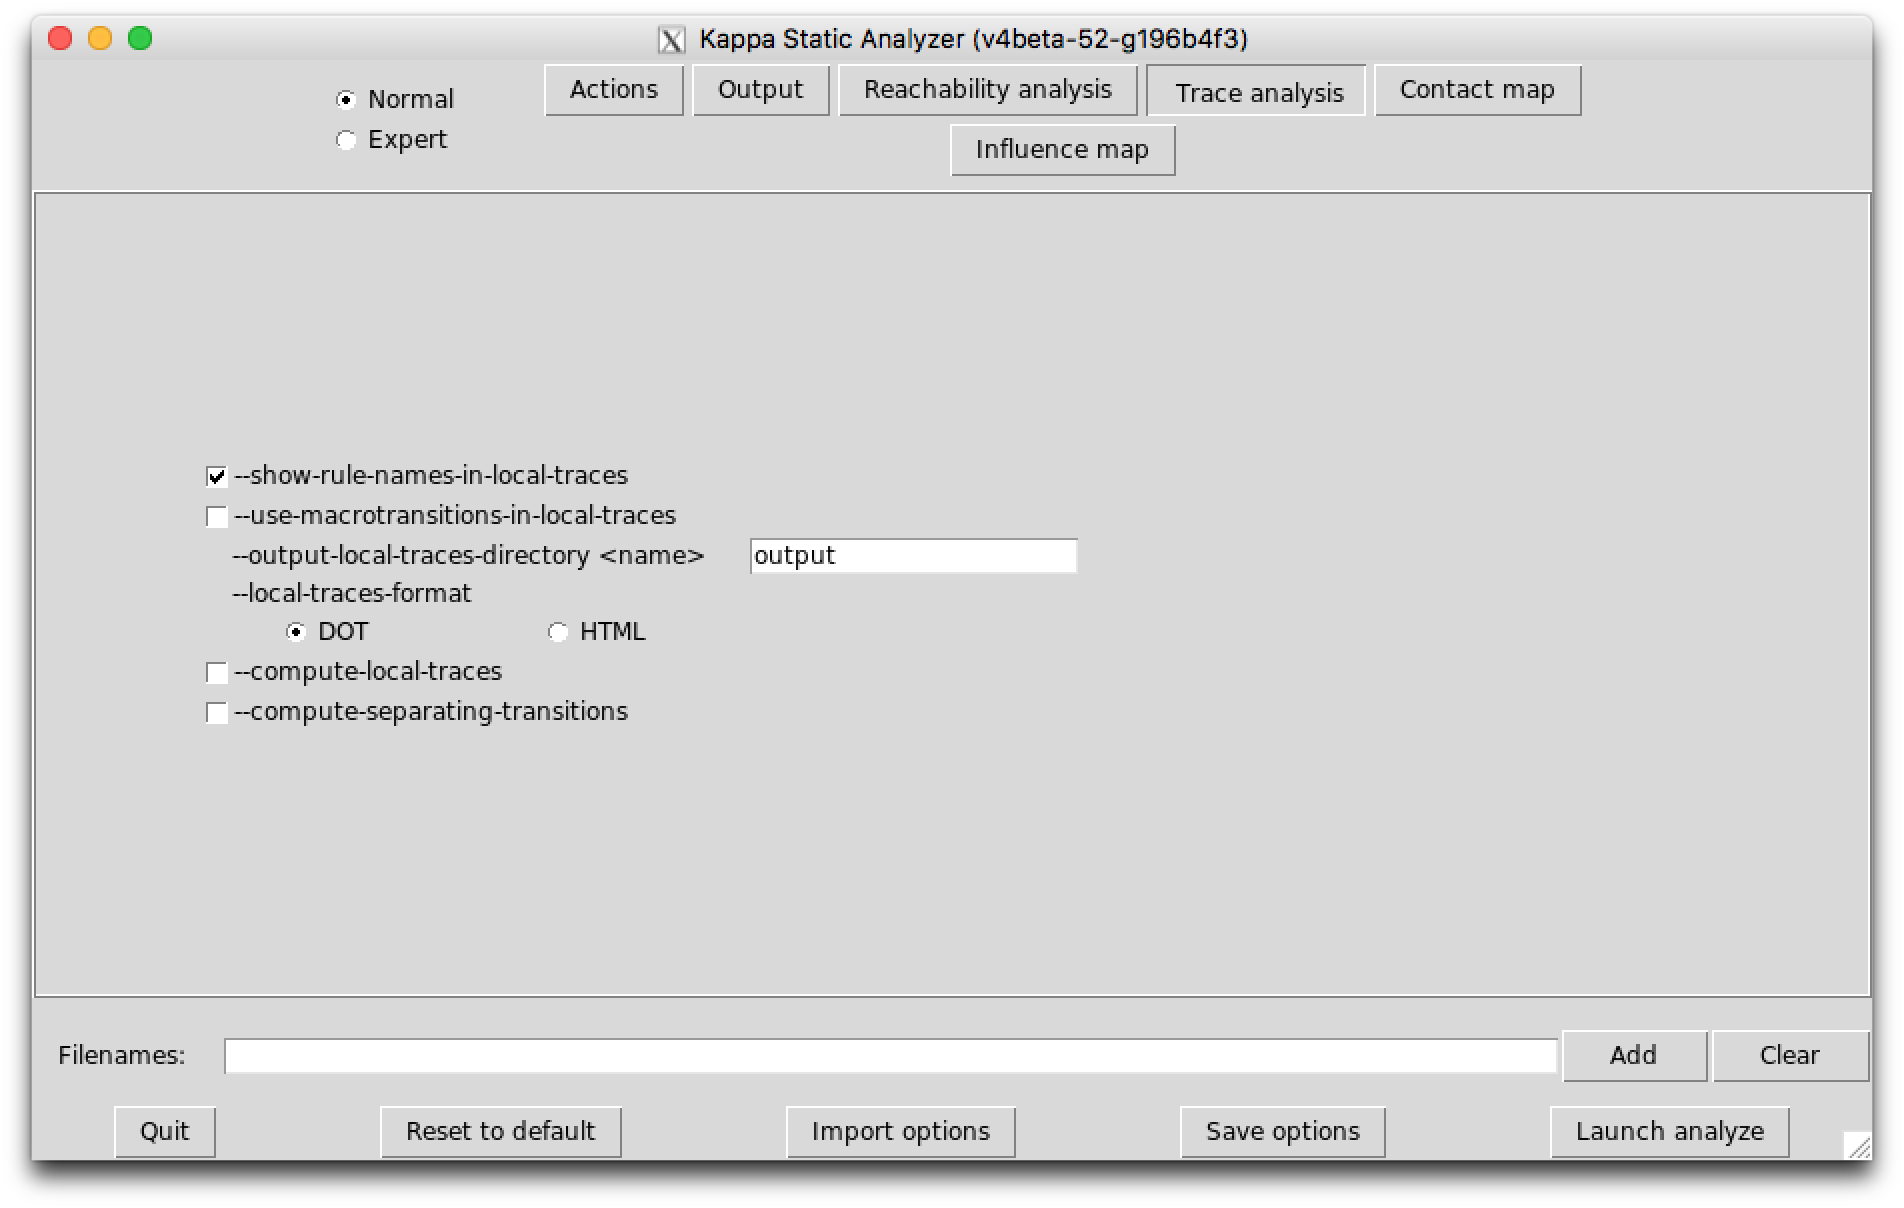 Kappa Static Analyzer (v4beta-52-g196b4f3)
Normal
Expert
Actions Output Reachability analysis Trace analysis Contact map
Influence map
--show-rule-names-in-local-traces
--use-macrotransitions-in-local-traces
--output-local-traces-directory <name> output
--local-traces-format
DOT HTML
--compute-local-traces
--compute-separating-transitions
Filenames: Add Clear
Quit Reset to default Import options Save options Launch analyze